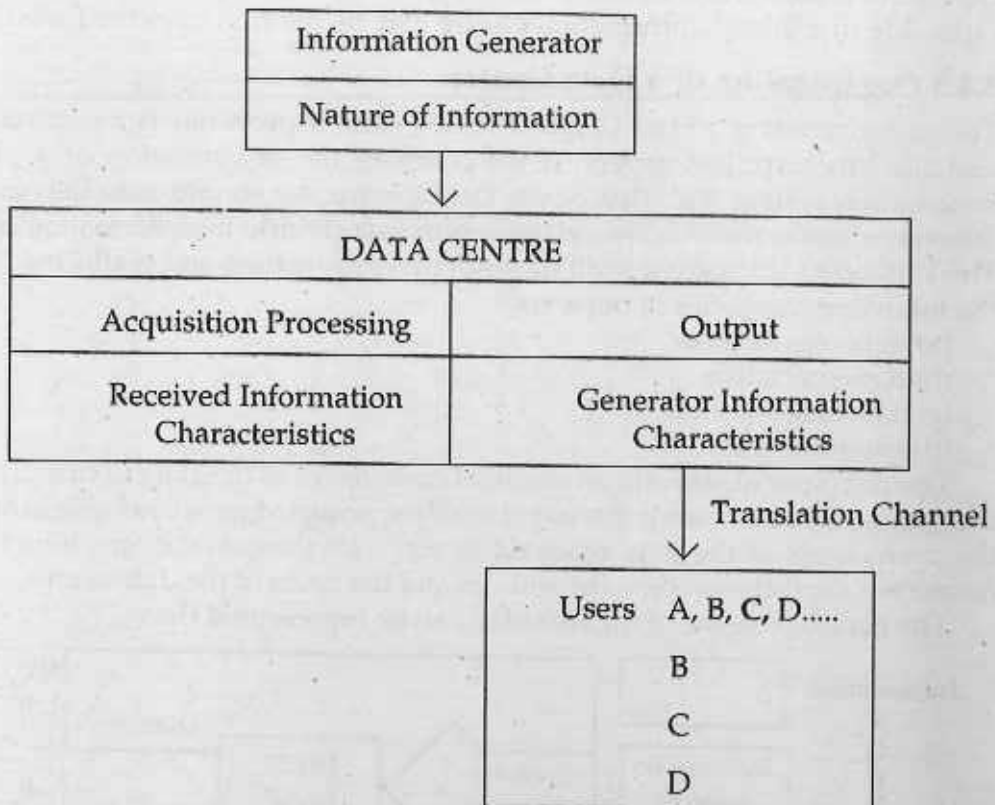 Information Generator
Nature of Information
DATA CENTRE
Acquisition Processing
Output
Received Information
Characteristics
Generator Information
Characteristics
Translation Channel
Users A, B, C, D.....
B
C
D